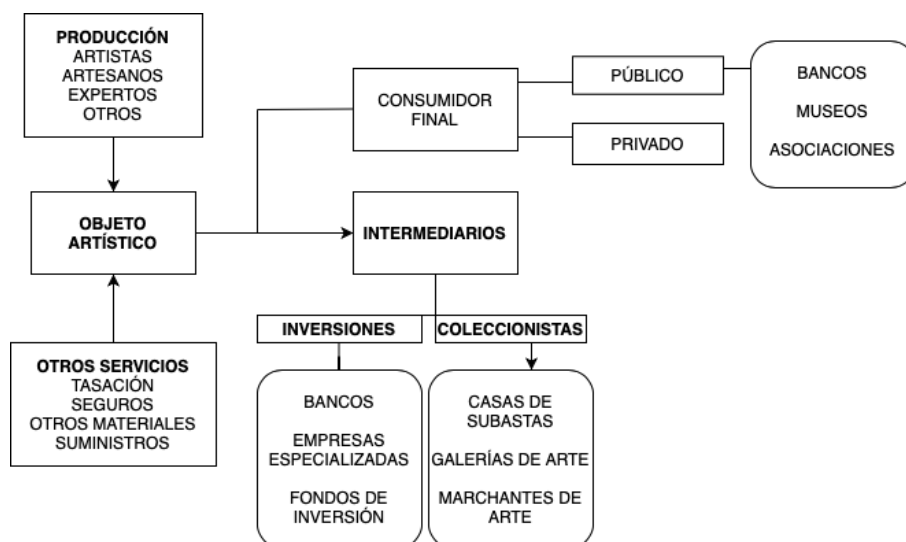 PRODUCCIÓN
ARTISTAS
ARTESANOS
EXPERTOS
OTROS
CONSUMIDOR
FINAL
PÚBLICO
PRIVADO
BANCOS
MUSEOS
ASOCIACIONES
OBJETO
ARTÍSTICO
INTERMEDIARIOS
INVERSIONES
COLECCIONISTAS
OTROS SERVICIOS
TASACIÓN
SEGUROS
OTROS MATERIALES
SUMINISTROS
BANCOS
EMPRESAS
ESPECIALIZADAS
FONDOS DE
INVERSIÓN
CASAS DE
SUBASTAS
GALERÍAS DE ARTE
MARCHANTES DE
ARTE